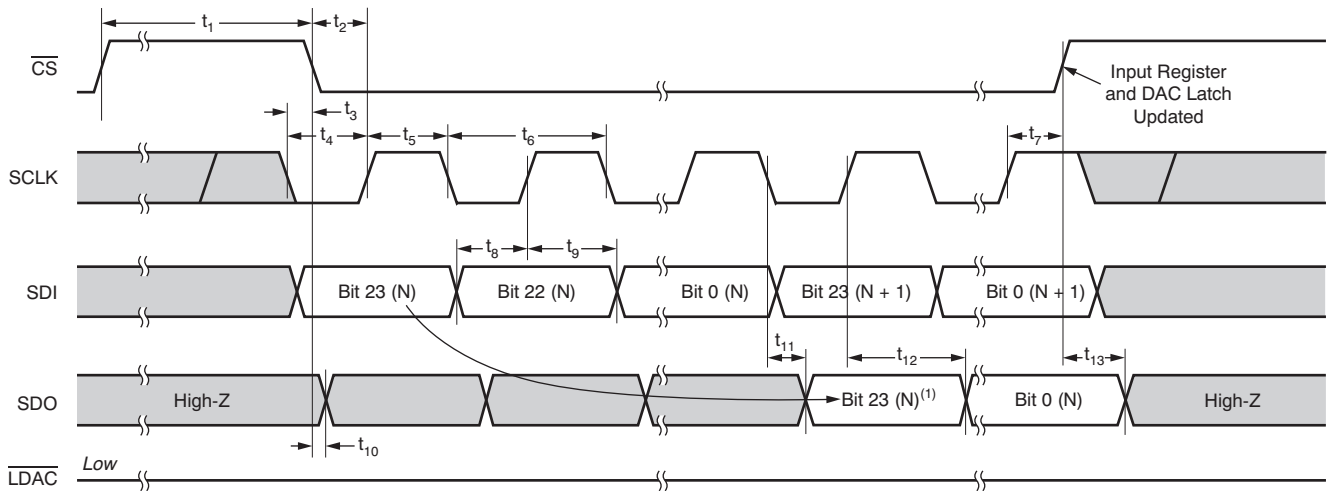 t1 t2
CS
Input Register
and DAC Latch
Updated
t3
t4 t5 t6 t7
SCLK
t8 t9
SDI Bit 23 (N) Bit 22 (N) Bit 0 (N) Bit 23 (N + 1) Bit 0 (N + 1)
t11 t12 t13
SDO High-Z Bit 23 (N)(1) Bit 0 (N) High-Z
t10
Low
LDAC